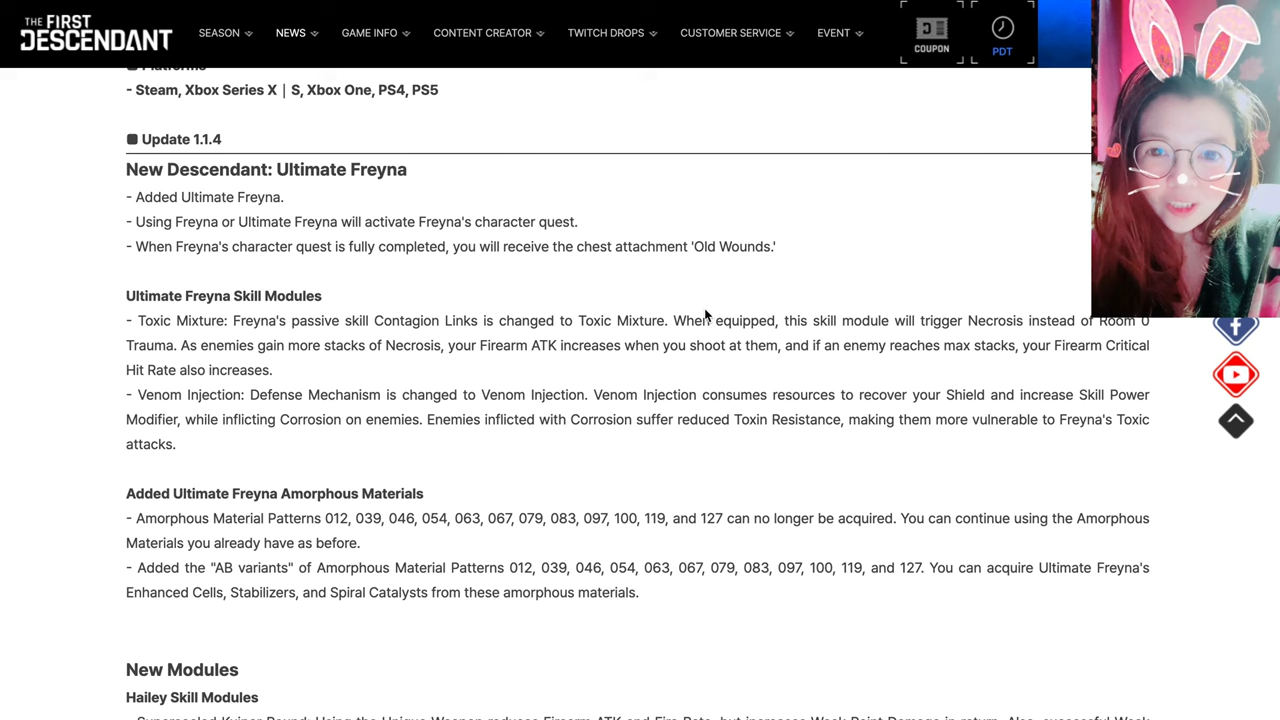 THE FIRST
DESCENDANT
SEASON NEWS GAME INFO CONTENT CREATOR TWITCH DROPS CUSTOMER SERVICE EVENT
COUPON PDT
Platforms
- Steam, Xbox Series X | S, Xbox One, PS4, PS5
Update 1.1.4
New Descendant: Ultimate Freyna
- Added Ultimate Freyna.
- Using Freyna or Ultimate Freyna will activate Freyna's character quest.
- When Freyna's character quest is fully completed, you will receive the chest attachment 'Old Wounds.'
Ultimate Freyna Skill Modules
- Toxic Mixture: Freyna's passive skill Contagion Links is changed to Toxic Mixture. When equipped, this skill module will trigger Necrosis instead of Room 0
Trauma. As enemies gain more stacks of Necrosis, your Firearm ATK increases when you shoot at them, and if an enemy reaches max stacks, your Firearm Critical
Hit Rate also increases.
- Venom Injection: Defense Mechanism is changed to Venom Injection. Venom Injection consumes resources to recover your Shield and increase Skill Power
Modifier, while inflicting Corrosion on enemies. Enemies inflicted with Corrosion suffer reduced Toxin Resistance, making them more vulnerable to Freyna's Toxic
attacks.
Added Ultimate Freyna Amorphous Materials
- Amorphous Material Patterns 012, 039, 046, 054, 063, 067, 079, 083, 097, 100, 119, and 127 can no longer be acquired. You can continue using the Amorphous
Materials you already have as before.
- Added the "AB variants" of Amorphous Material Patterns 012, 039, 046, 054, 063, 067, 079, 083, 097, 100, 119, and 127. You can acquire Ultimate Freyna's
Enhanced Cells, Stabilizers, and Spiral Catalysts from these amorphous materials.
New Modules
Hailey Skill Modules